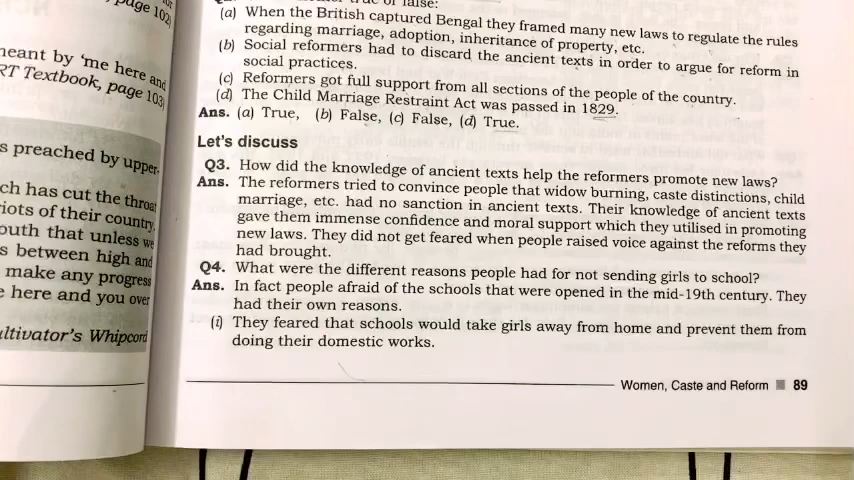 page 102)
neant by 'me here and
RT Textbook, page 103)
s preached by upper-
ch has cut the throat
iots of their country
outh that unless we
s between high and
make any progress
e here and you over
ultivator's Whipcord
or false:
(a) When the British captured Bengal they framed many new laws to regulate the rules
regarding marriage, adoption, inheritance of property, etc.
(b) Social reformers had to discard the ancient texts in order to argue for reform in
social practices.
(c) Reformers got full support from all sections of the people of the country.
(d) The Child Marriage Restraint Act was passed in 1829.
Ans. (a) True, (b) False, (c) False, (d) True.
Let's discuss
Q3. How did the knowledge of ancient texts help the reformers promote new laws?
Ans. The reformers tried to convince people that widow burning, caste distinctions, child
marriage, etc. had no sanction in ancient texts. Their knowledge of ancient texts
gave them immense confidence and moral support which they utilised in promoting
new laws. They did not get feared when people raised voice against the reforms they
had brought.
Q4. What were the different reasons people had for not sending girls to school?
Ans. In fact people afraid of the schools that were opened in the mid-19th century. They
had their own reasons.
(i) They feared that schools would take girls away from home and prevent them from
doing their domestic works.
Women, Caste and Reform 89